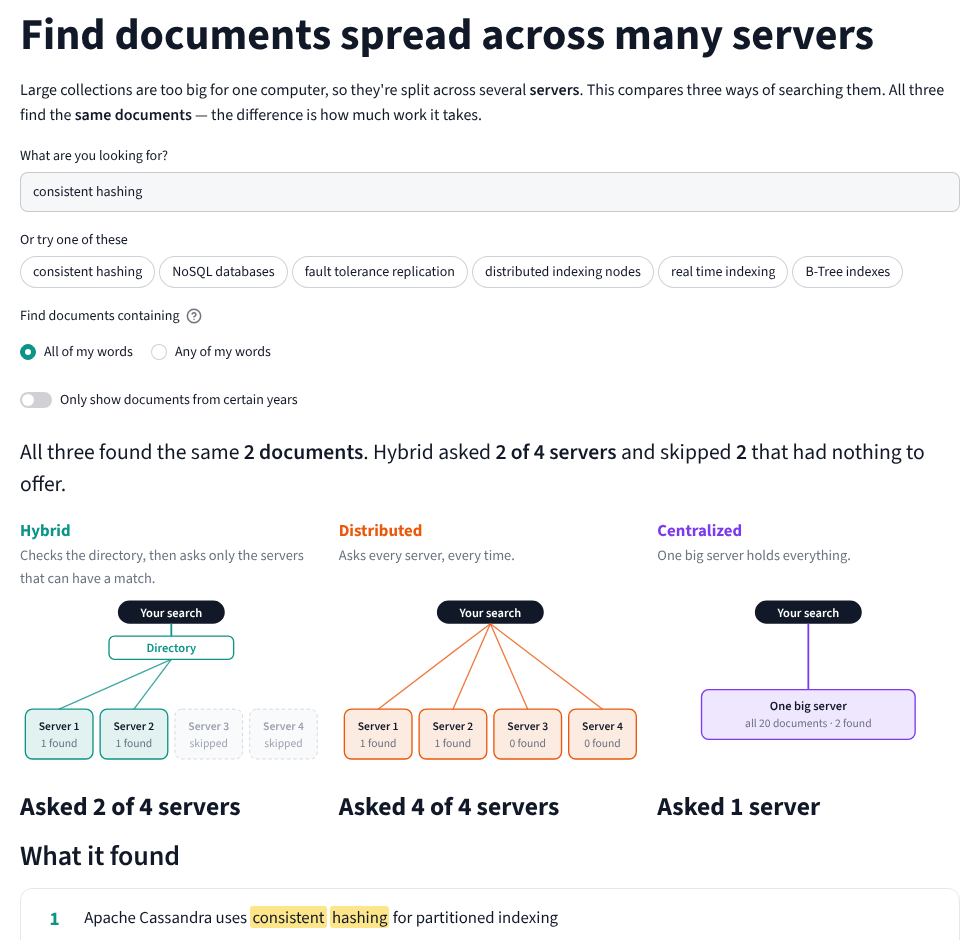 Find documents spread across many servers
Large collections are too big for one computer, so they're split across several servers. This compares three ways of searching them. All three
find the same documents — the difference is how much work it takes.
What are you looking for?
consistent hashing
Or try one of these
consistent hashing
NoSQL databases
fault tolerance replication
distributed indexing nodes
real time indexing
B-Tree indexes
Find documents containing ?
All of my words
Any of my words
Only show documents from certain years
All three found the same 2 documents. Hybrid asked 2 of 4 servers and skipped 2 that had nothing to
offer.
Hybrid
Checks the directory, then asks only the servers
that can have a match.
Your search
Directory
Server 1
1 found
Server 2
1 found
Server 3
skipped
Server 4
skipped
Asked 2 of 4 servers
Distributed
Asks every server, every time.
Your search
Server 1
1 found
Server 2
1 found
Server 3
0 found
Server 4
0 found
Asked 4 of 4 servers
Centralized
One big server holds everything.
Your search
One big server
all 20 documents · 2 found
Asked 1 server
What it found
1 Apache Cassandra uses consistent hashing for partitioned indexing